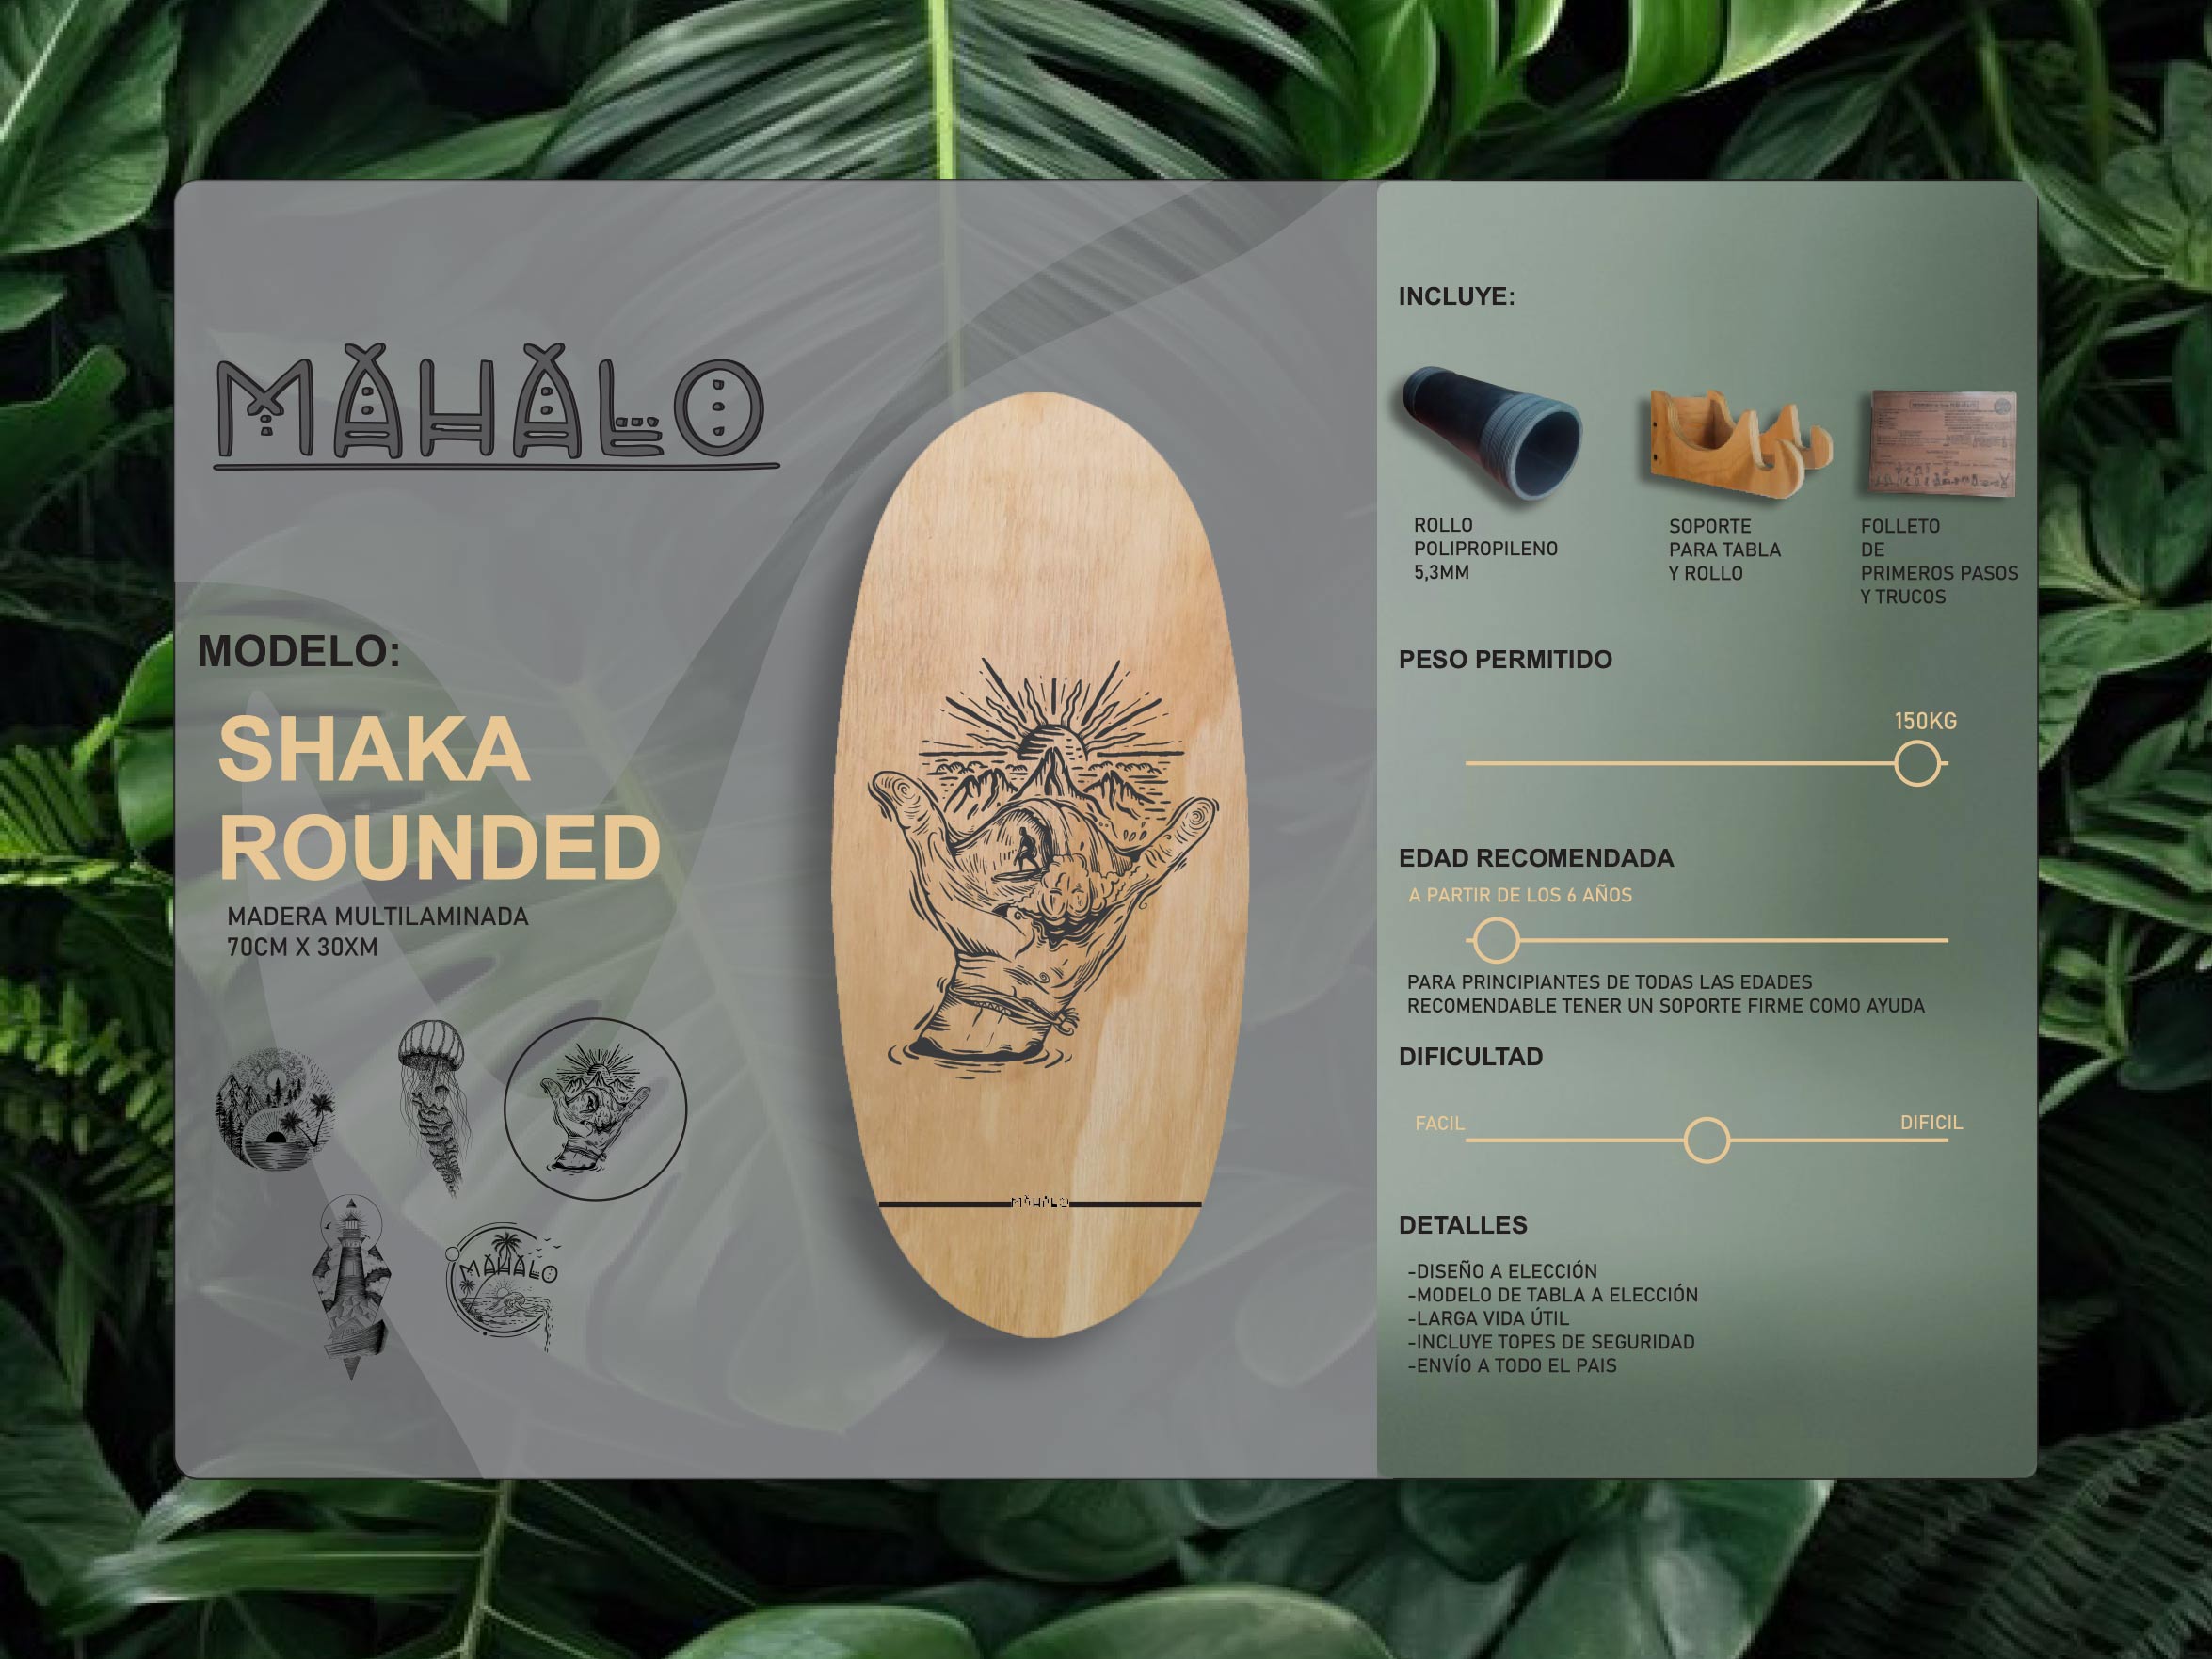 MAHALO
MODELO:
SHAKA
ROUNDED
MADERA MULTILAMINADA
70CM X 30XM
MAHALO
MAHALO
INCLUYE:
ROLLO
POLIPROPILENO
5,3MM
SOPORTE
PARA TABLA
Y ROLLO
FOLLETO
DE
PRIMEROS PASOS
Y TRUCOS
PESO PERMITIDO
150KG
EDAD RECOMENDADA
A PARTIR DE LOS 6 AÑOS
PARA PRINCIPIANTES DE TODAS LAS EDADES
RECOMENDABLE TENER UN SOPORTE FIRME COMO AYUDA
DIFICULTAD
FACIL
DIFICIL
DETALLES
-DISEÑO A ELECCIÓN
-MODELO DE TABLA A ELECCIÓN
-LARGA VIDA ÚTIL
-INCLUYE TOPES DE SEGURIDAD
-ENVÍO A TODO EL PAIS